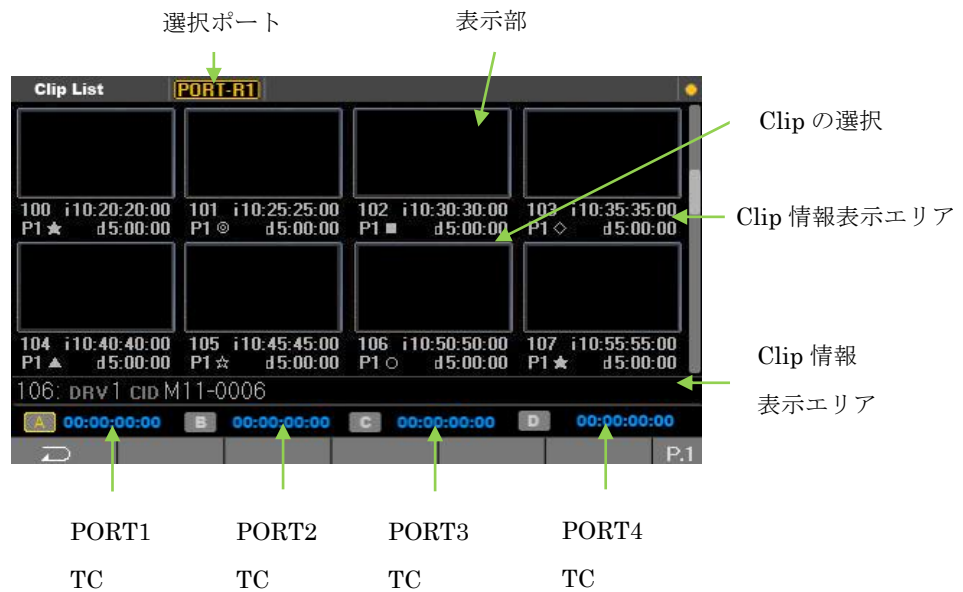 選択ポート 表示部
Clip List PORT-R1
Clip の選択
100 i10:20:20:00 101 i10:25:25:00 102 i10:30:30:00 103 i10:35:35:00
P1 ★ d5:00:00 P1 ◎ d5:00:00 P1 ■ d5:00:00 P1 ◇ d5:00:00
Clip 情報表示エリア
104 i10:40:40:00 105 i10:45:45:00 106 i10:50:50:00 107 i10:55:55:00
P1 ▲ d5:00:00 P1 ☆ d5:00:00 P1 ○ d5:00:00 P1 ★ d5:00:00
Clip 情報
表示エリア
106: DRV 1 CID M11-0006
A 00:00:00:00 B 00:00:00:00 C 00:00:00:00 D 00:00:00:00
P.1
PORT1 PORT2 PORT3 PORT4
TC TC TC TC